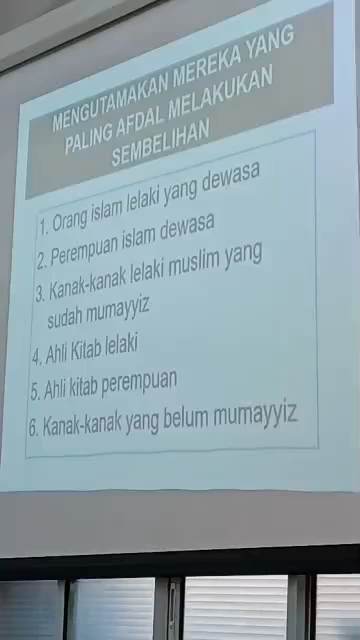 MENGUTAMAKAN MEREKA YANG
PALING AFDAL MELAKUKAN
SEMBELIHAN
1. Orang islam lelaki yang dewasa
2. Perempuan islam dewasa
3. Kanak-kanak lelaki muslim yang
sudah mumayyiz
4. Ahli Kitab lelaki
5. Ahli kitab perempuan
6. Kanak-kanak yang belum mumayyiz